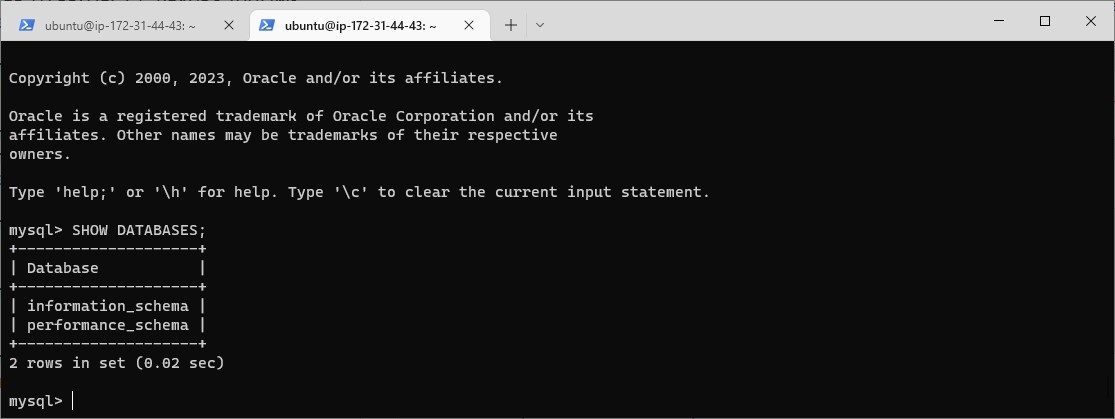 ubuntu@ip-172-31-44-43: ~
ubuntu@ip-172-31-44-43: ~
Copyright (c) 2000, 2023, Oracle and/or its affiliates.
Oracle is a registered trademark of Oracle Corporation and/or its
affiliates. Other names may be trademarks of their respective
owners.
Type 'help;' or '\h' for help. Type '\c' to clear the current input statement.
mysql> SHOW DATABASES;
+--------------------+
| Database           |
+--------------------+
| information_schema |
| performance_schema |
+--------------------+
2 rows in set (0.02 sec)
mysql>